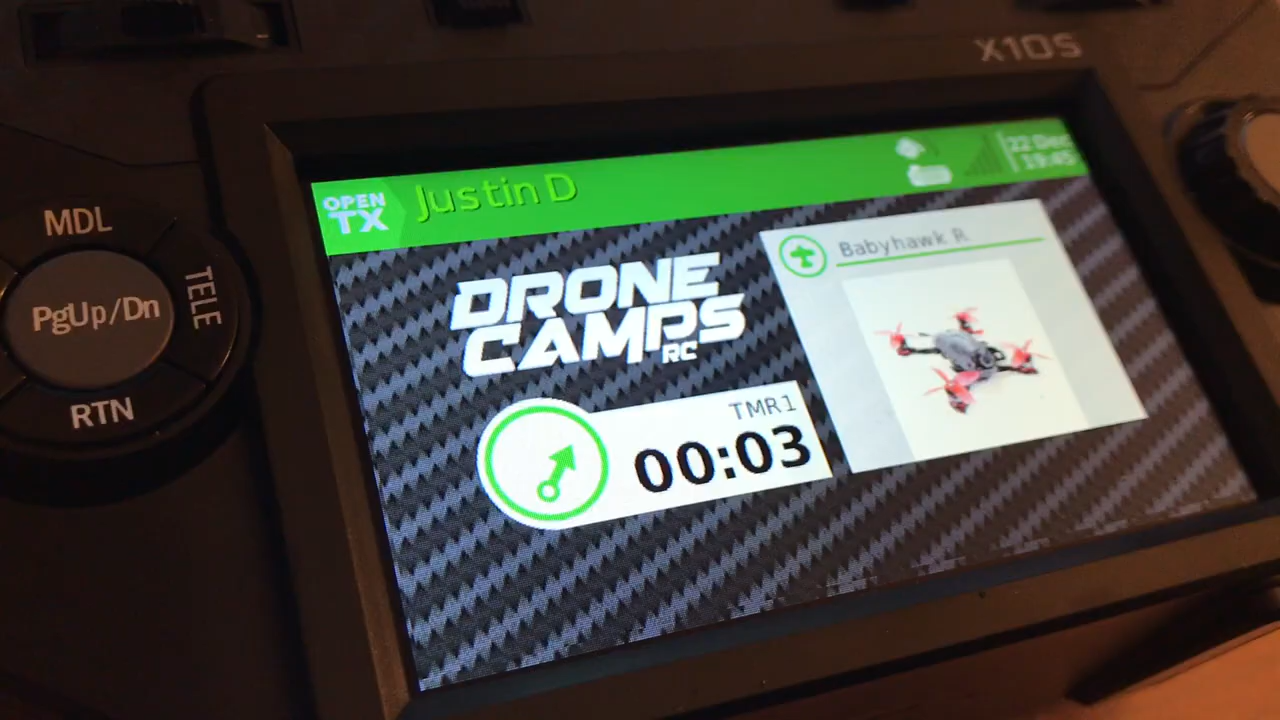 X10S
OPEN
TX
Justin D
22 Dec
19:45
MDL
TELE
PgUp/Dn
RTN
DRONE
CAMPS
RC
Babyhawk R
TMR1
00:03